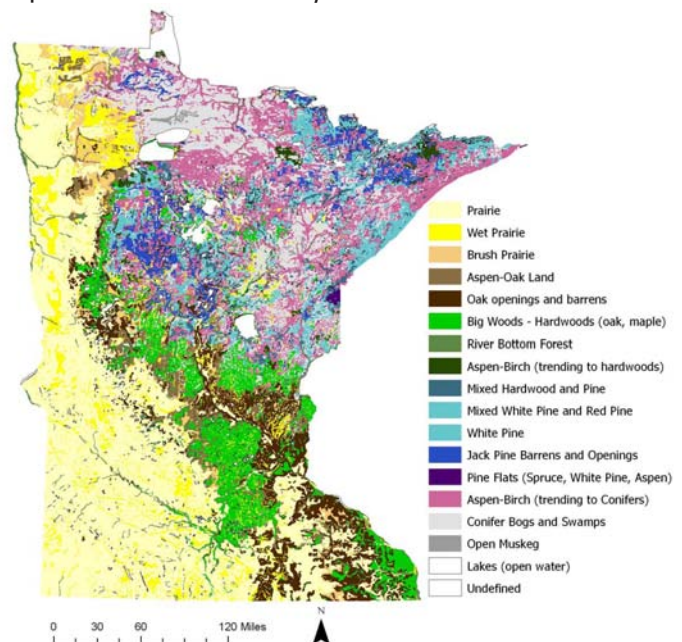 Prairie
Wet Prairie
Brush Prairie
Aspen-Oak Land
Oak openings and barrens
Big Woods - Hardwoods (oak, maple)
River Bottom Forest
Aspen-Birch (trending to hardwoods)
Mixed Hardwood and Pine
Mixed White Pine and Red Pine
White Pine
Jack Pine Barrens and Openings
Pine Flats (Spruce, White Pine, Aspen)
Aspen-Birch (trending to Conifers)
Conifer Bogs and Swamps
Open Muskeg
Lakes (open water)
Undefined
N
0 30 60 120 Miles